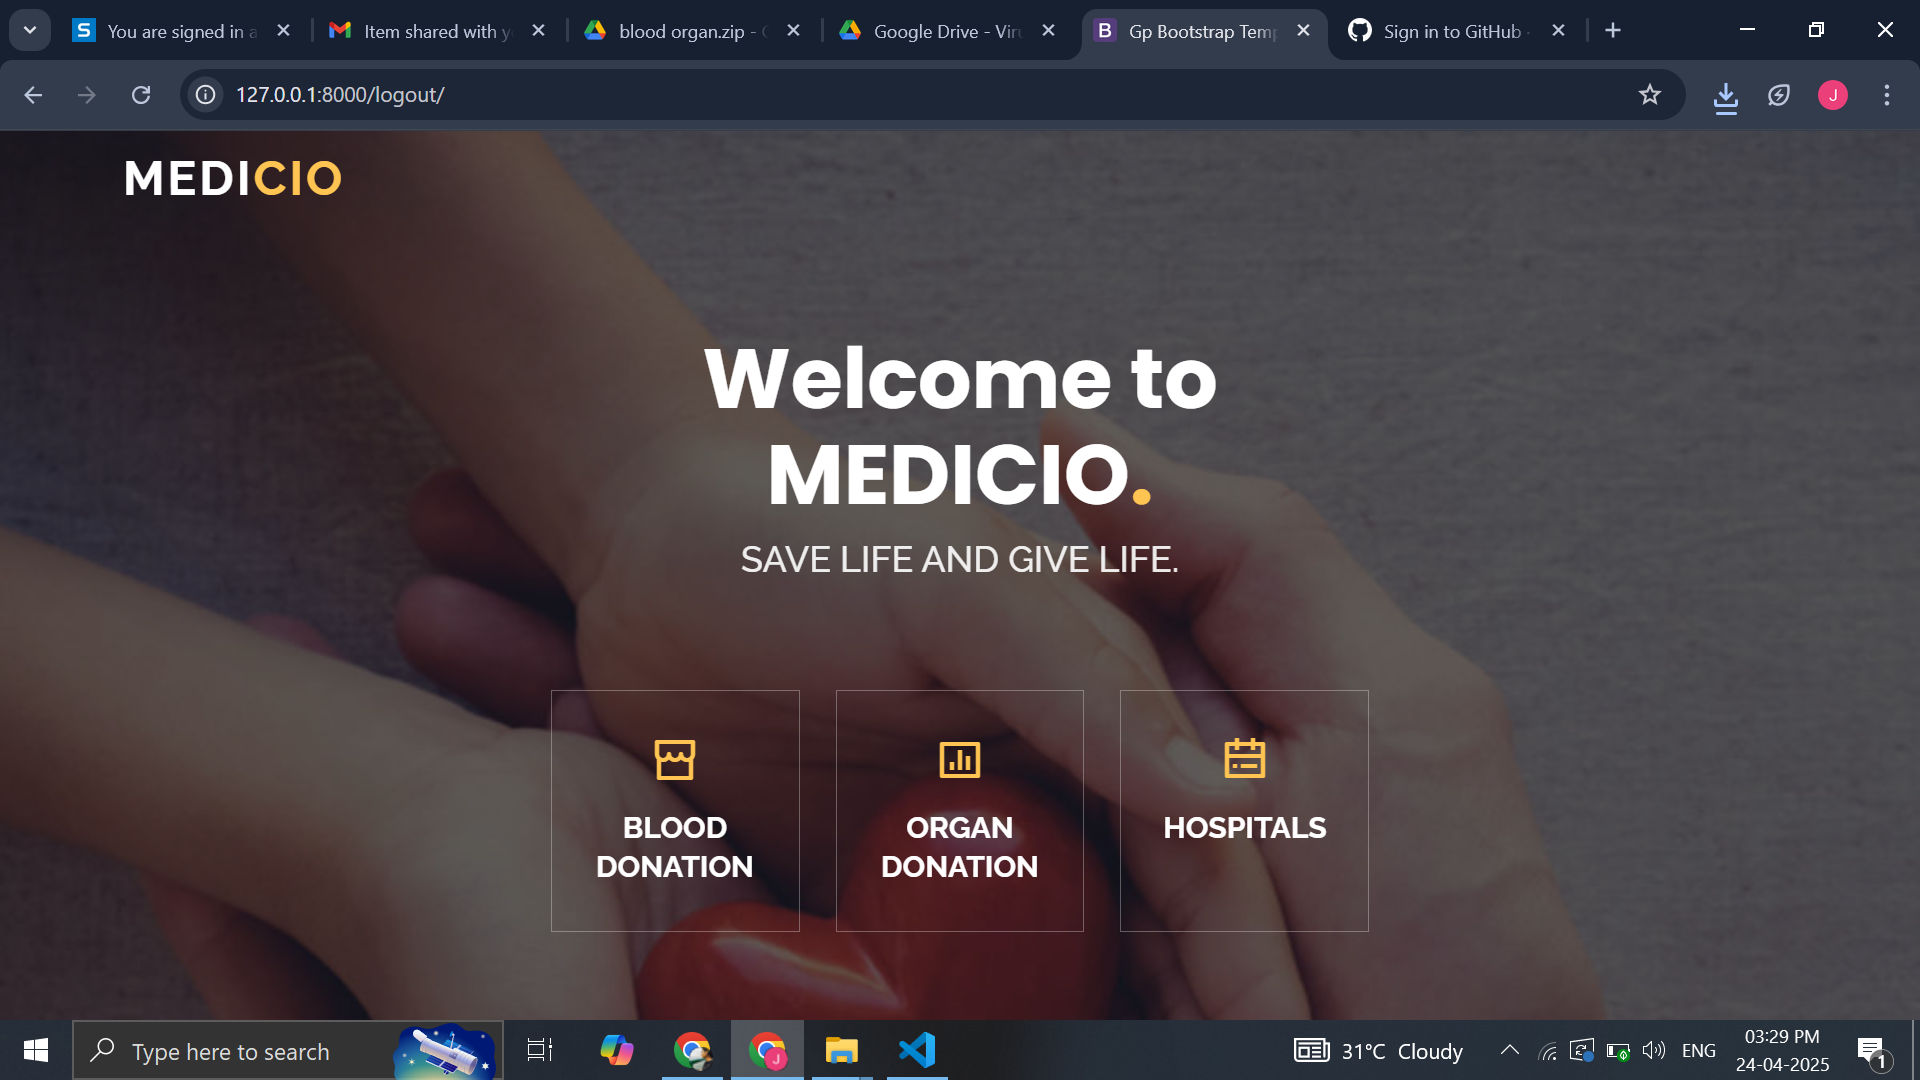 You are signed in a
Item shared with y
blood organ.zip -
Google Drive - Viru
Gp Bootstrap Temp
Sign in to GitHub
127.0.0.1:8000/logout/
J
MEDICIO
Welcome to
MEDICIO.
SAVE LIFE AND GIVE LIFE.
BLOOD
DONATION
ORGAN
DONATION
HOSPITALS
Type here to search
31°C Cloudy
ENG
03:29 PM
24-04-2025
1